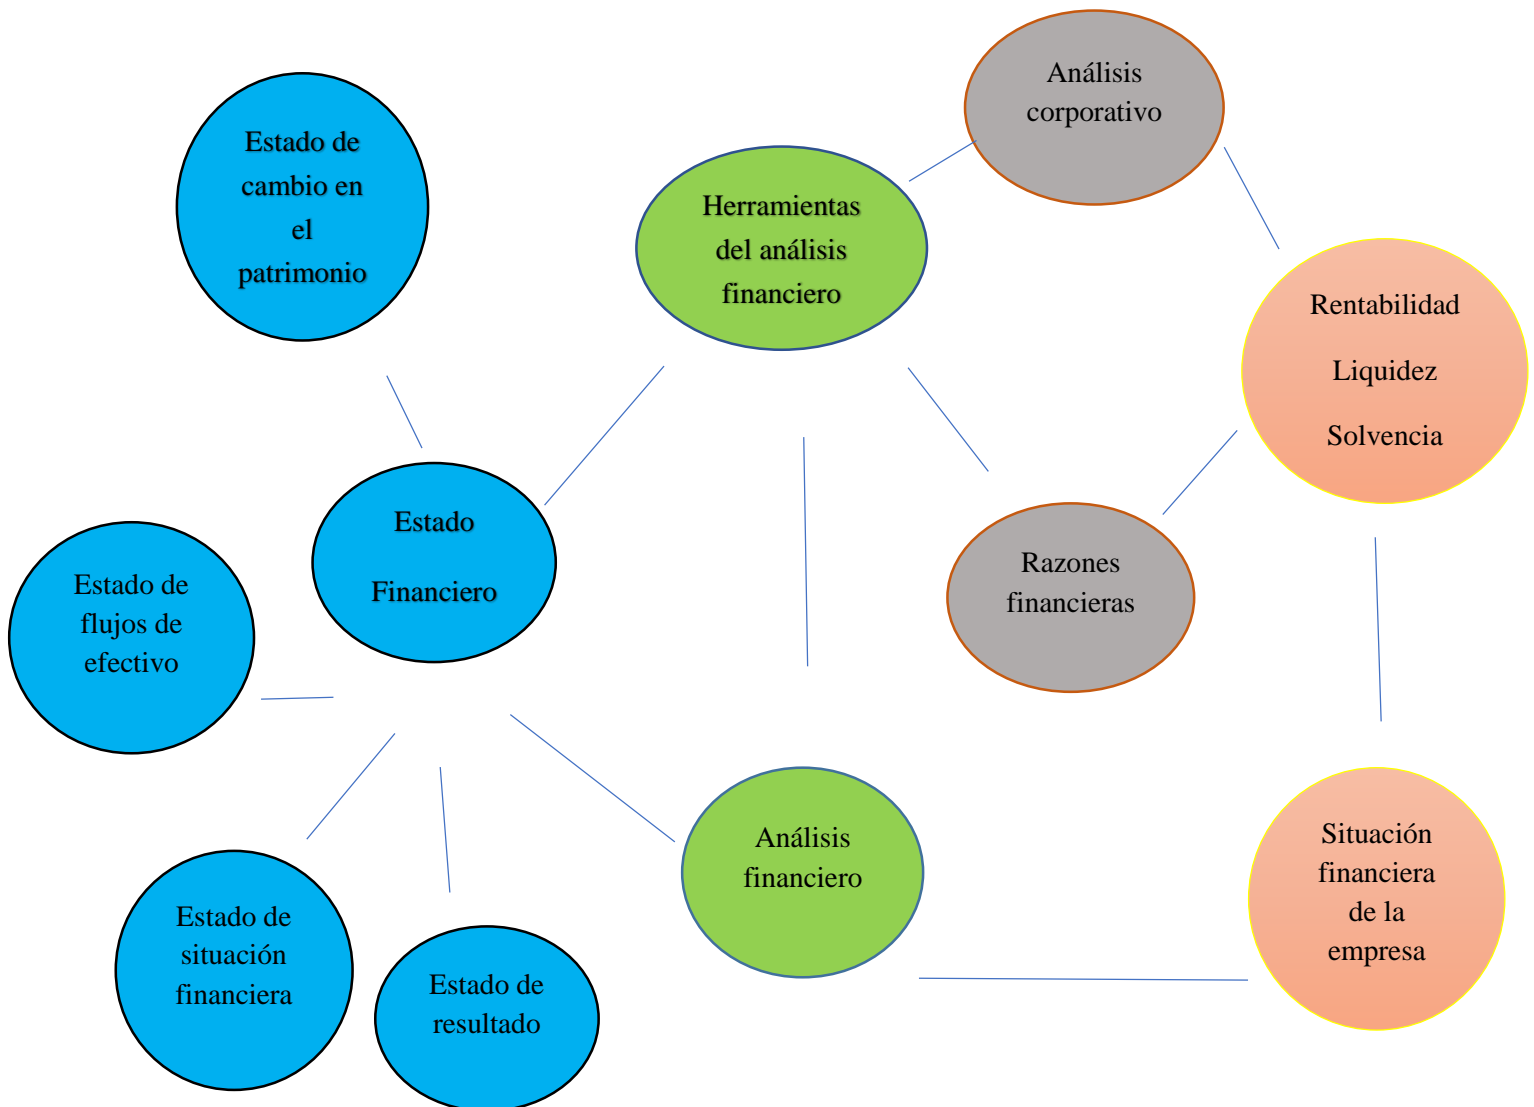 Análisis
corporativo
Estado de
cambio en
el
patrimonio
Herramientas
del análisis
financiero
Rentabilidad
Liquidez
Solvencia
Estado
Financiero
Razones
financieras
Estado de
flujos de
efectivo
Análisis
financiero
Situación
financiera
de la
empresa
Estado de
situación
financiera
Estado de
resultado